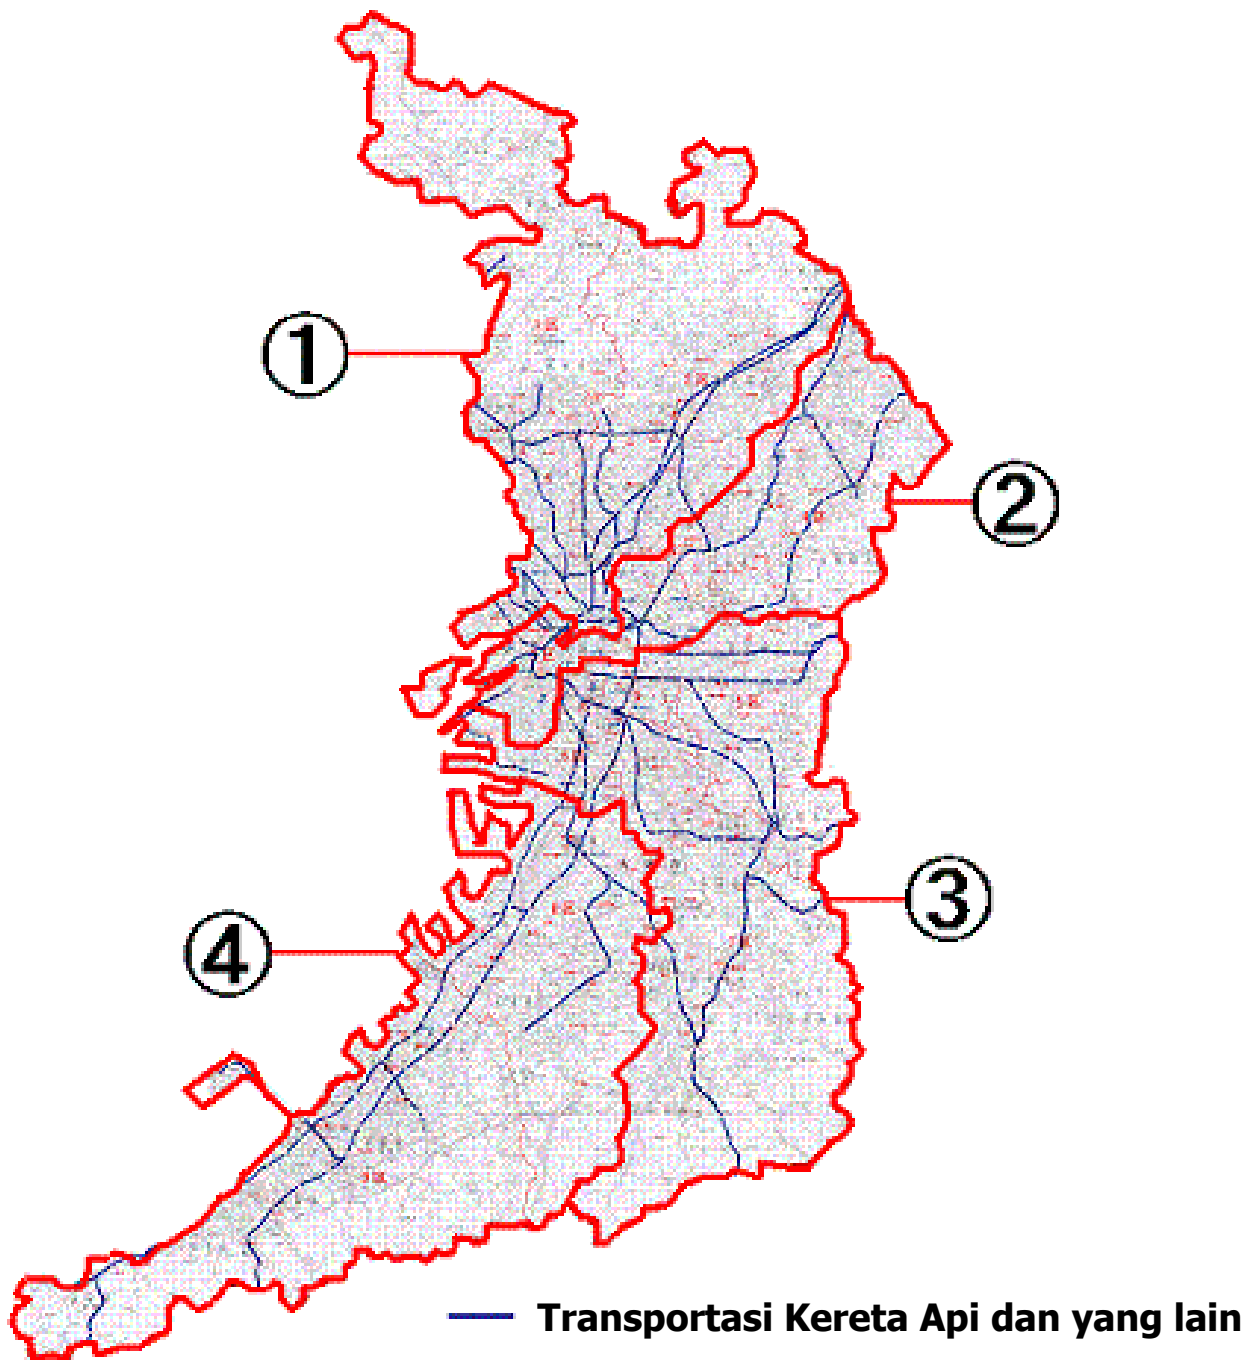 ①
②
③
④
Transportasi Kereta Api dan yang lain